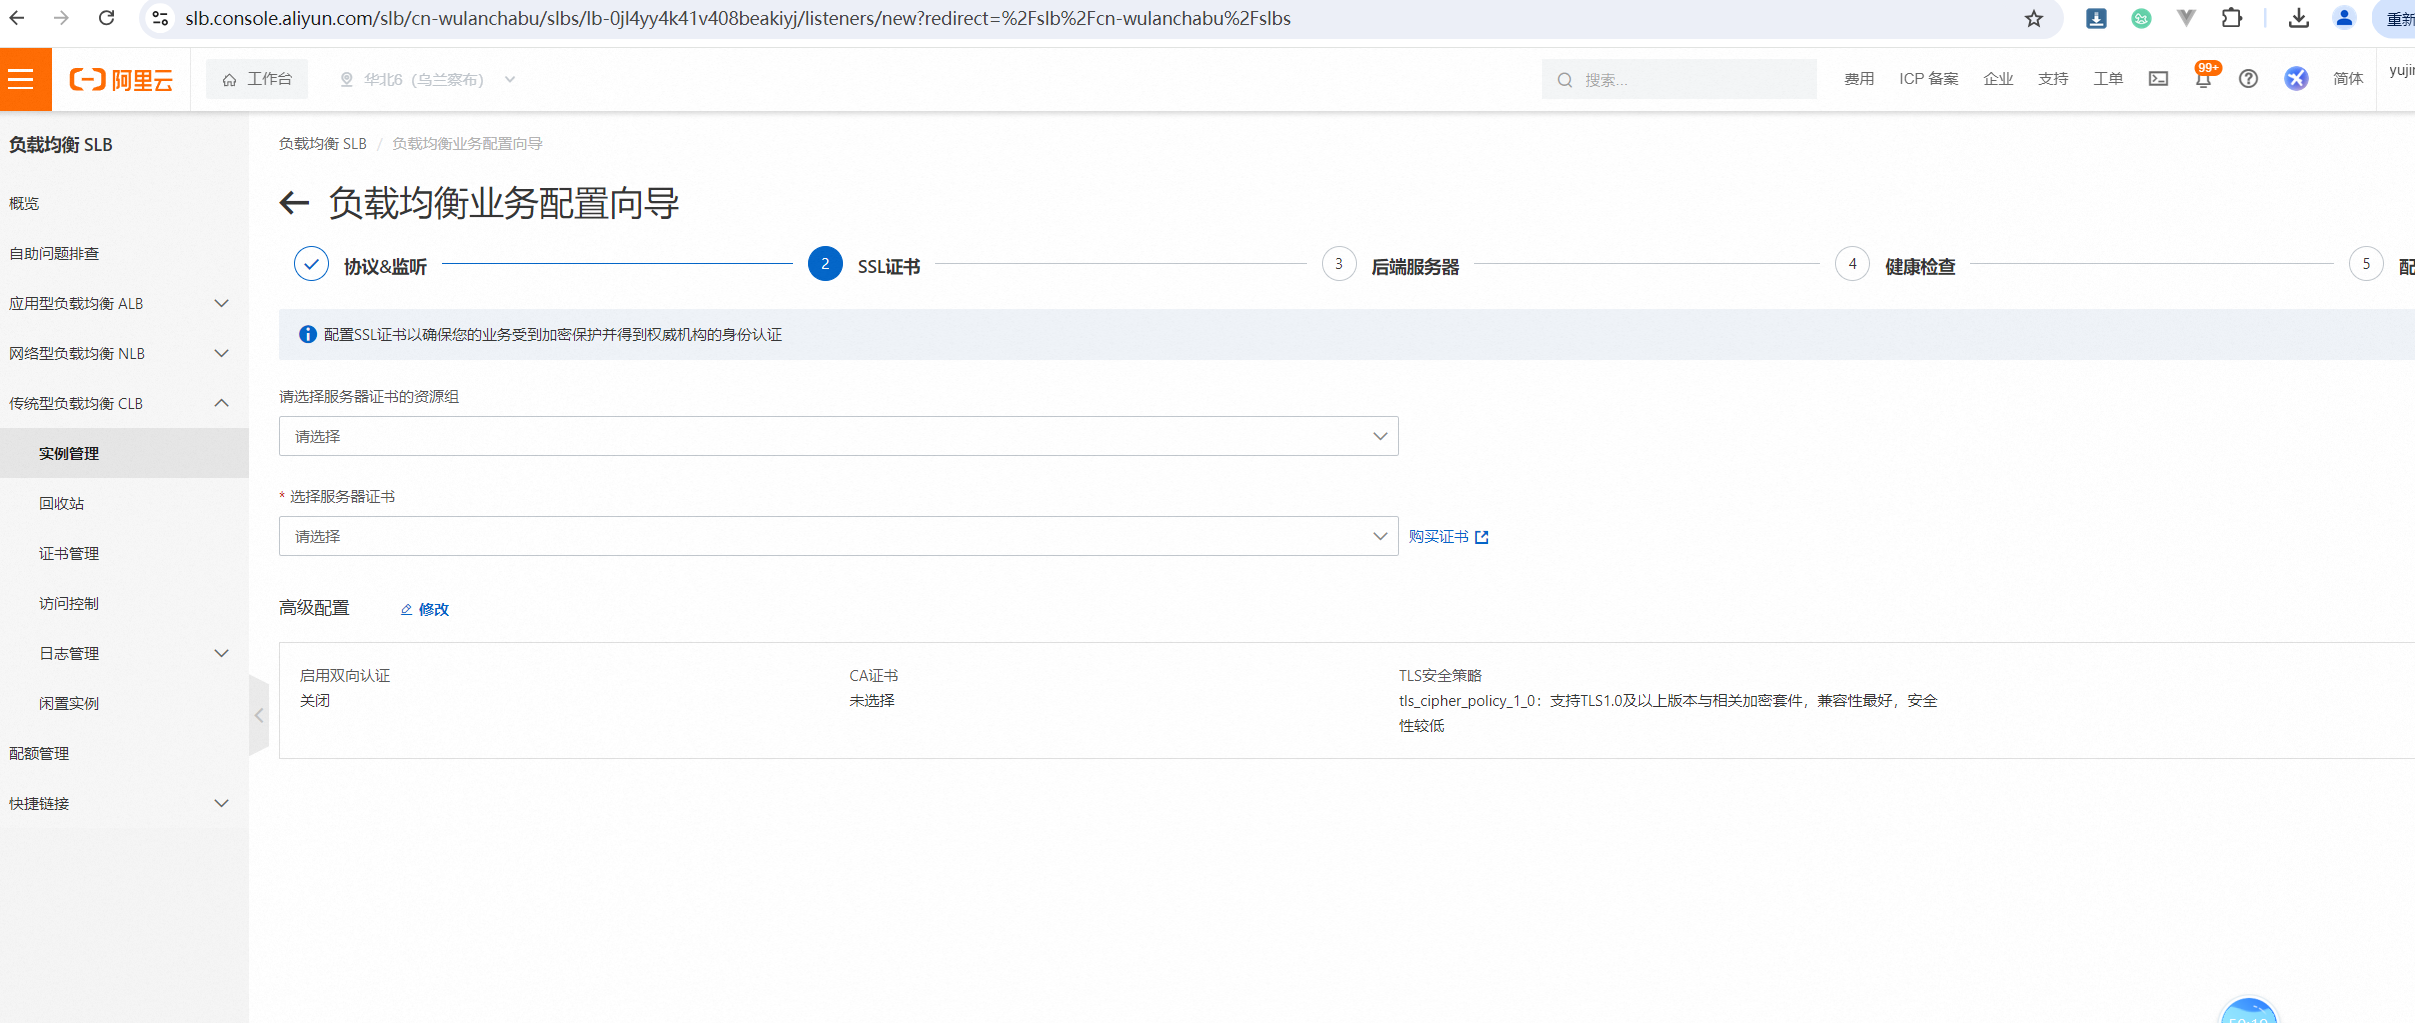 slb.console.aliyun.com/slb/cn-wulanchabu/slbs/lb-0jl4yy4k41v408beakiyj/listeners/new?redirect=%2Fslb%2Fcn-wulanchabu%2Fslbs
重新
阿里云
工作台
华北6（乌兰察布）
搜索...
费用
ICP 备案
企业
支持
工单
99+
简体
负载均衡 SLB
概览
自助问题排查
应用型负载均衡 ALB
网络型负载均衡 NLB
传统型负载均衡 CLB
实例管理
回收站
证书管理
访问控制
日志管理
闲置实例
配额管理
快捷链接
负载均衡 SLB / 负载均衡业务配置向导
负载均衡业务配置向导
协议&监听
2 SSL证书
3 后端服务器
4 健康检查
5
配置SSL证书以确保您的业务受到加密保护并得到权威机构的身份认证
请选择服务器证书的资源组
请选择
* 选择服务器证书
请选择
购买证书
高级配置
修改
启用双向认证
关闭
CA证书
未选择
TLS安全策略
tls_cipher_policy_1_0：支持TLS1.0及以上版本与相关加密套件，兼容性最好，安全
性较低